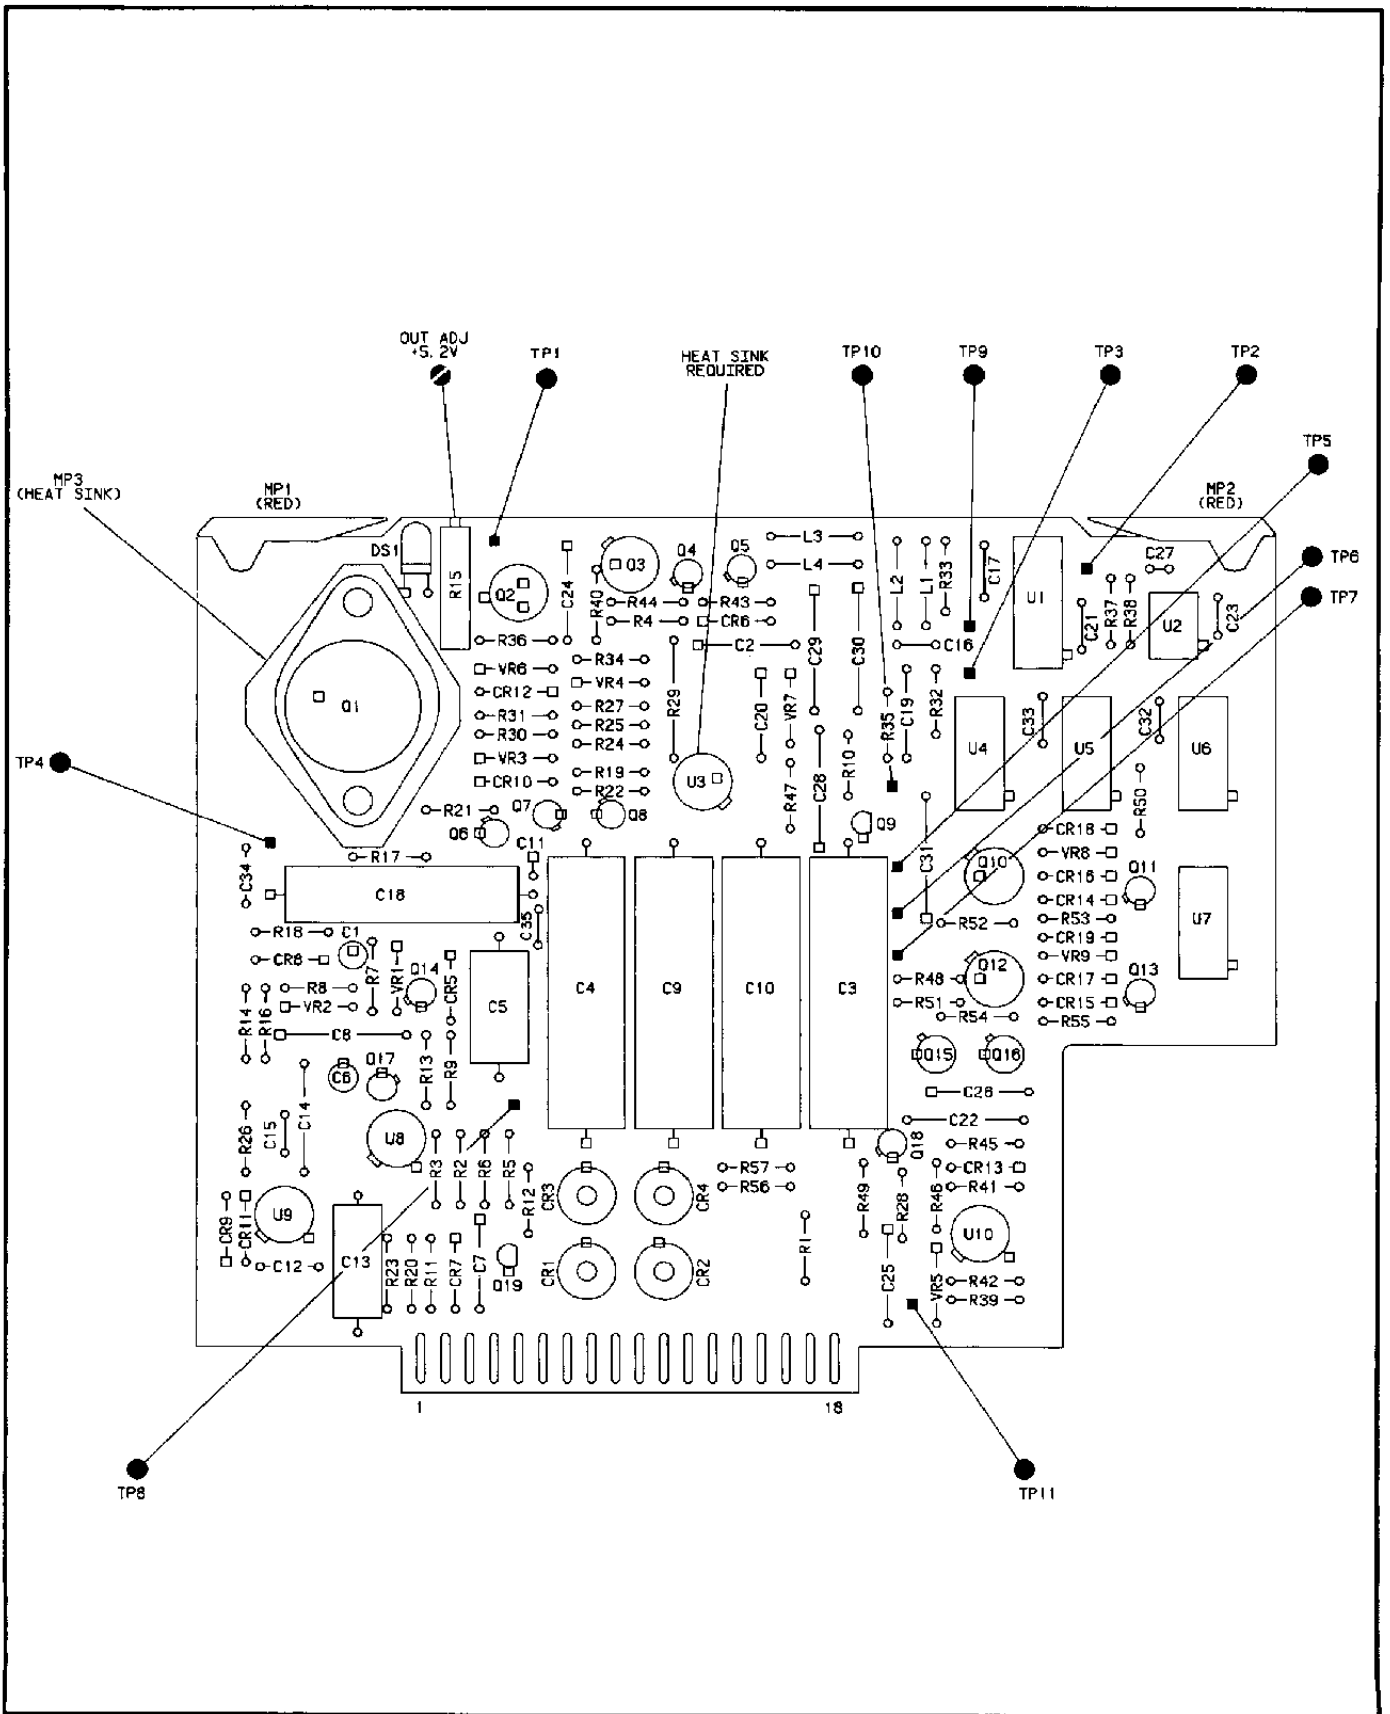 OUT ADJ
+5.2V
TP1
HEAT SINK
REQUIRED
TP10
TP9
TP3
TP2
TP5
MP3
(HEAT SINK)
MP1
(RED)
MP2
(RED)
TP6
TP7
DS1
R15
Q2
C24
R40
Q3
Q4
Q5
L3
L4
L2
L1
R33
C17
U1
C27
R37
R38
C21
U2
C23
R44
R43
R4
CR6
R36
C2
C29
C30
C16
R34
VR6
VR4
CR12
R27
R31
R25
R30
R24
VR3
R19
CR10
R22
R29
C20
VR7
R35
C19
R32
U4
C33
U5
C32
U6
Q1
TP4
U3
R47
C28
R10
R50
R21
Q7
Q8
Q6
Q9
C11
R17
C34
C18
C35
C31
Q10
CR18
VR8
CR16
CR14
Q11
R53
R52
CR19
VR9
U7
R18
C1
CR8
R7
VR1
Q14
CR5
C5
C4
C9
C10
C3
R48
Q12
CR17
Q13
R51
CR15
R54
R55
R8
VR2
R14
R16
C8
Q15
Q16
C6
Q17
R13
R9
C26
C22
R26
C15
C14
U8
Q18
R45
R3
R2
R6
R5
R12
CR3
CR4
R57
R56
R49
R28
R46
CR13
R41
CR9
CR11
U9
C12
C13
R23
R20
R11
CR7
C7
Q19
CR1
CR2
R1
C25
VR5
U10
R42
R39
1
18
TP8
TP11